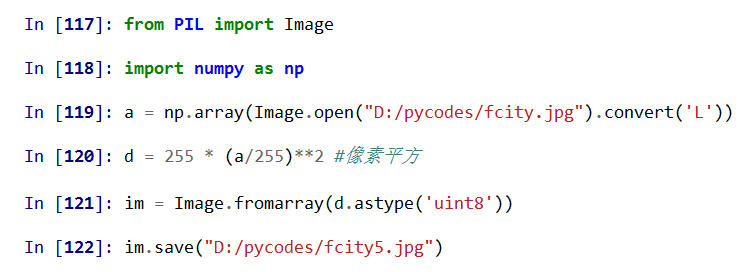 In [117]: from PIL import Image
In [118]: import numpy as np
In [119]: a = np.array(Image.open("D:/pycodes/fcity.jpg").convert('L'))
In [120]: d = 255 * (a/255)**2 #像素平方
In [121]: im = Image.fromarray(d.astype('uint8'))
In [122]: im.save("D:/pycodes/fcity5.jpg")